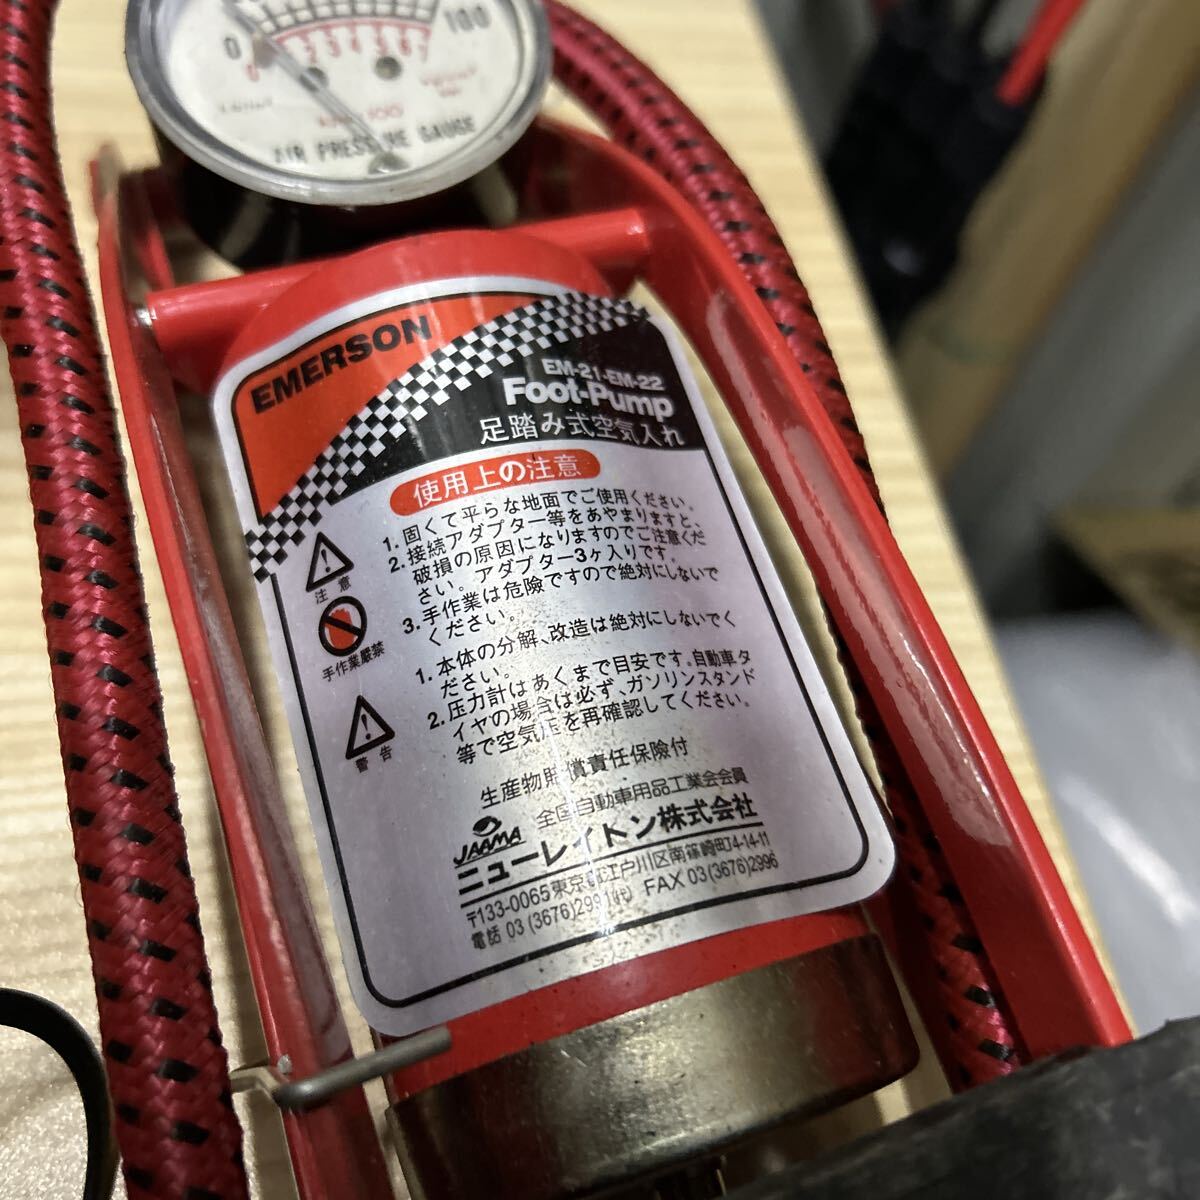 0 100
0 2 3 4 5 6 7
AIR PRESSURE GAUGE
EMERSON
EM-21・EM-22
Foot-Pump
足踏み式空気入れ
使用上の注意
注意
1. 固くて平らな地面でご使用ください。
2. 接続アダプター等をあやまりますと、
破損の原因になりますのでご注意くだ
さい。アダプター3ヶ入りです。
3. 手作業は危険ですので絶対にしないで
ください。
手作業厳禁
警告
1. 本体の分解、改造は絶対にしないでく
ださい。
2. 圧力計はあくまで目安です。自動車タ
イヤの場合は必ず、ガソリンスタンド
等で空気圧を再確認してください。
生産物賠償責任保険付
JAAMA
全国自動車用品工業会会員
ニューレイトン株式会社
〒133-0065東京都江戸川区南篠崎町4-14-11
電話 03 (3676)2991(代) FAX 03(3676)2996